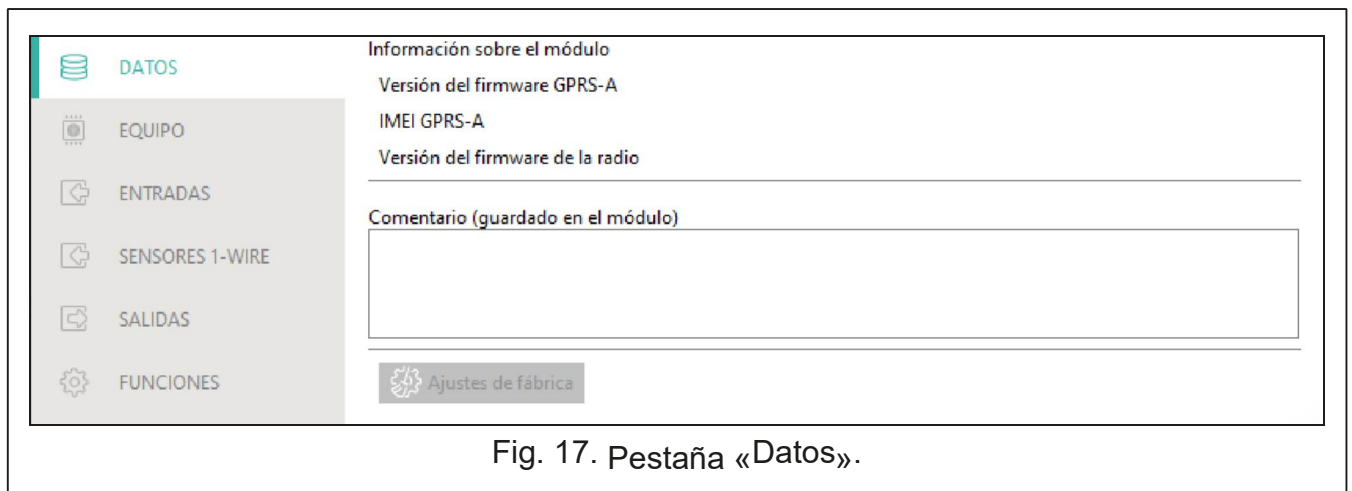 DATOS
EQUIPO
ENTRADAS
SENSORES 1-WIRE
SALIDAS
FUNCIONES
Información sobre el módulo
Versión del firmware GPRS-A
IMEI GPRS-A
Versión del firmware de la radio
Comentario (guardado en el módulo)
Ajustes de fábrica
Fig. 17. Pestaña «Datos».